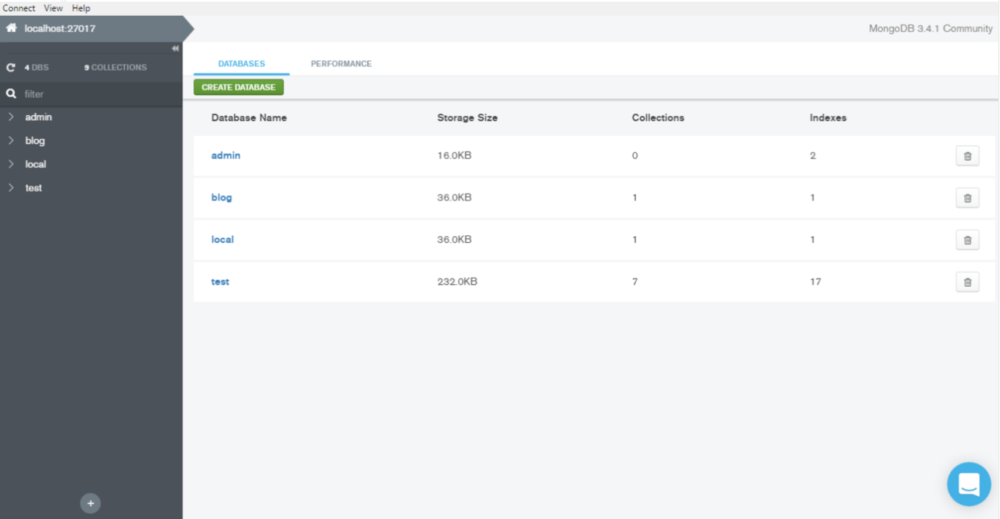 Connect View Help
localhost:27017
MongoDB 3.4.1 Community
4 DBS 9 COLLECTIONS
filter
admin
blog
local
test
DATABASES PERFORMANCE
CREATE DATABASE
Database Name Storage Size Collections Indexes
admin 16.0KB 0 2
blog 36.0KB 1 1
local 36.0KB 1 1
test 232.0KB 7 17